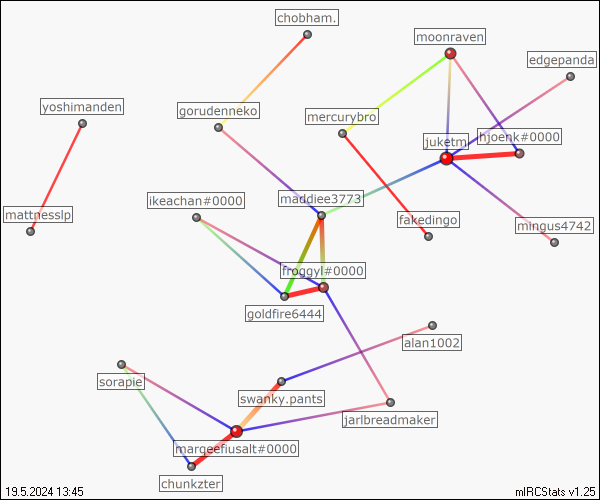 chobham.
moonraven
edgepanda
yoshimanden
gorudenneko
mercurybro
juketm
hjoenk#0000
ikeachan#0000
maddiee3773
mattnesslp
fakedingo
mingus4742
froggyl#0000
goldfire6444
alan1002
sorapie
swanky.pants
jarlbreadmaker
marqeefiusalt#0000
chunkzter
19.5.2024 13:45
mIRCStats v1.25